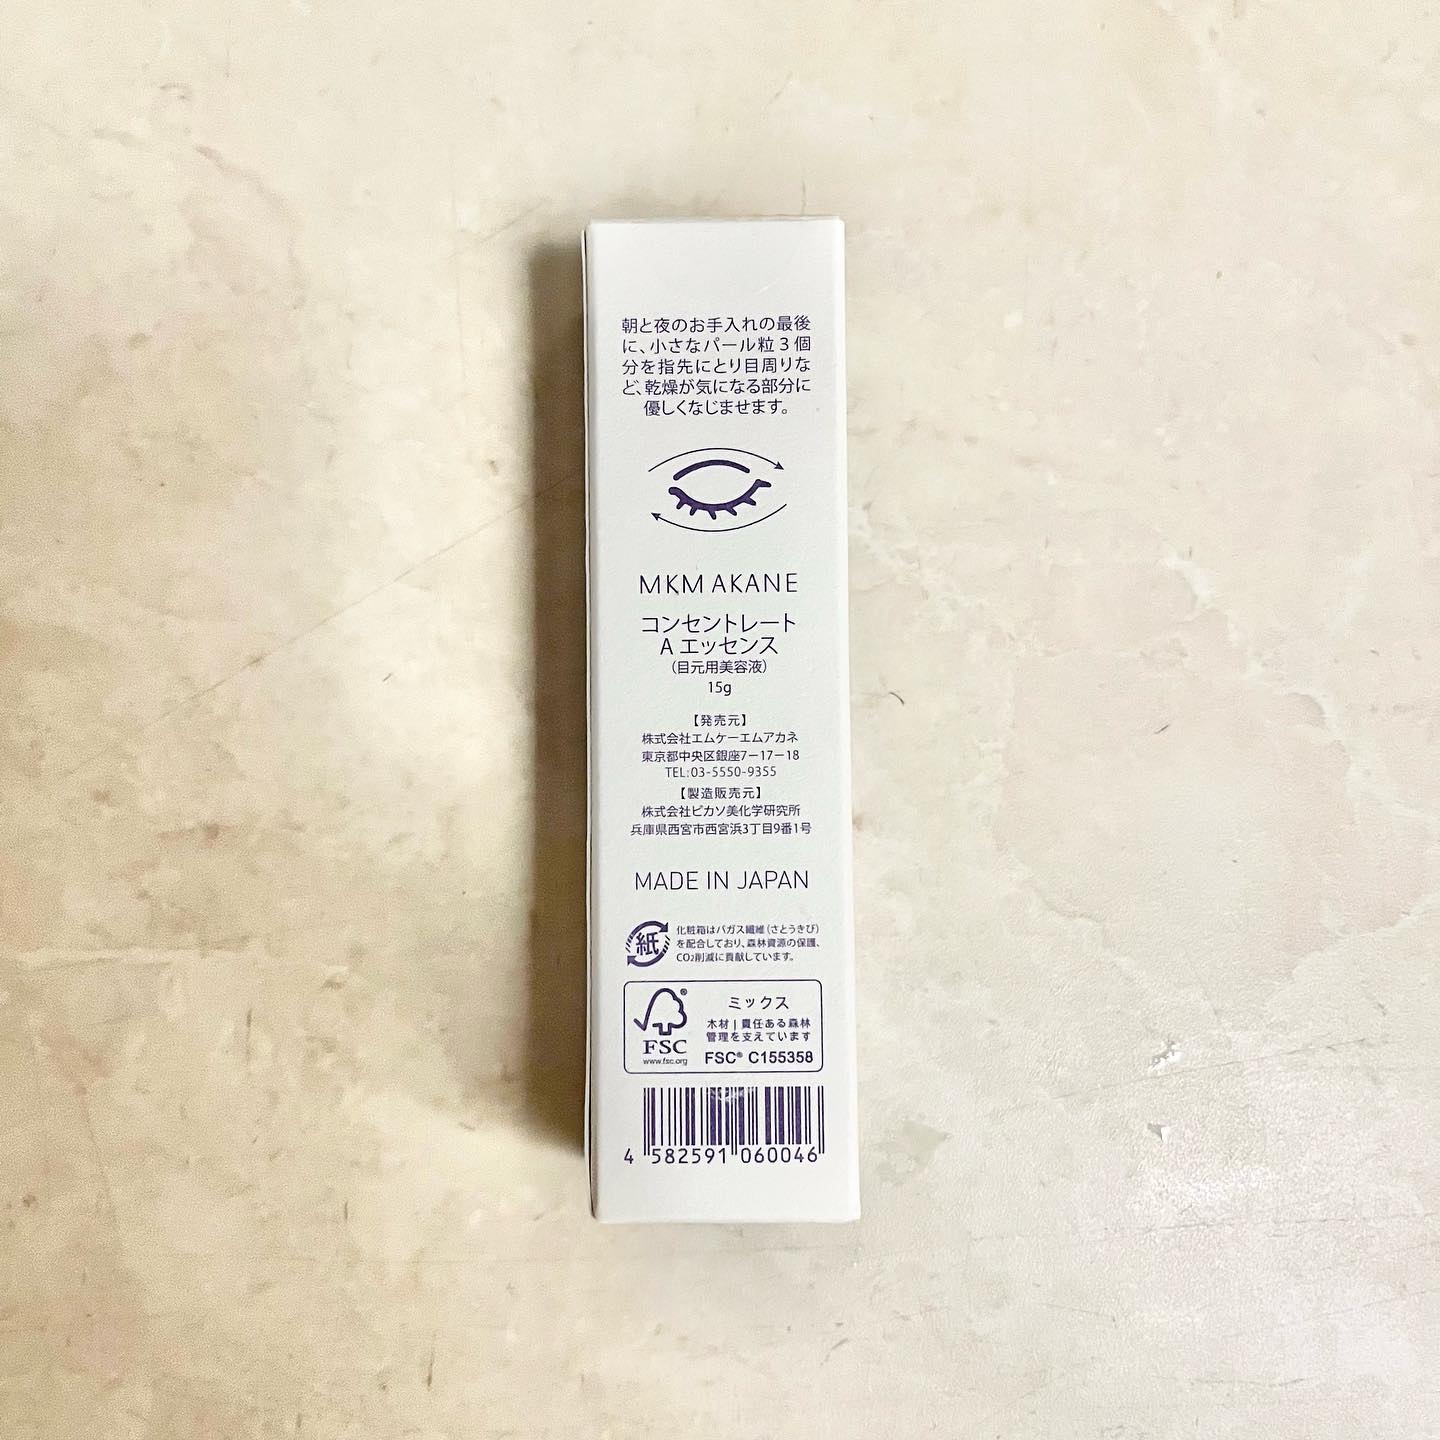 朝と夜のお手入れの最後
に、小さなパール粒3個
分を指先にとり目周りな
ど、乾燥が気になる部分に
優しくなじませます。
MKM AKANE
コンセントレート
A エッセンス
(目元用美容液)
15g
【発売元】
株式会社エムケーエムアカネ
東京都中央区銀座7-17-18
TEL:03-5550-9355
【製造販売元】
株式会社ピカソ美化学研究所
兵庫県西宮市西宮浜3丁目9番1号
MADE IN JAPAN
紙
化粧箱はバガス繊維(さとうきび)
を配合しており、森林資源の保護、
CO₂削減に貢献しています。
®
FSC
www.fsc.org
ミックス
木材 | 責任ある森林
管理を支えています
FSC® C155358
4 582591 060046